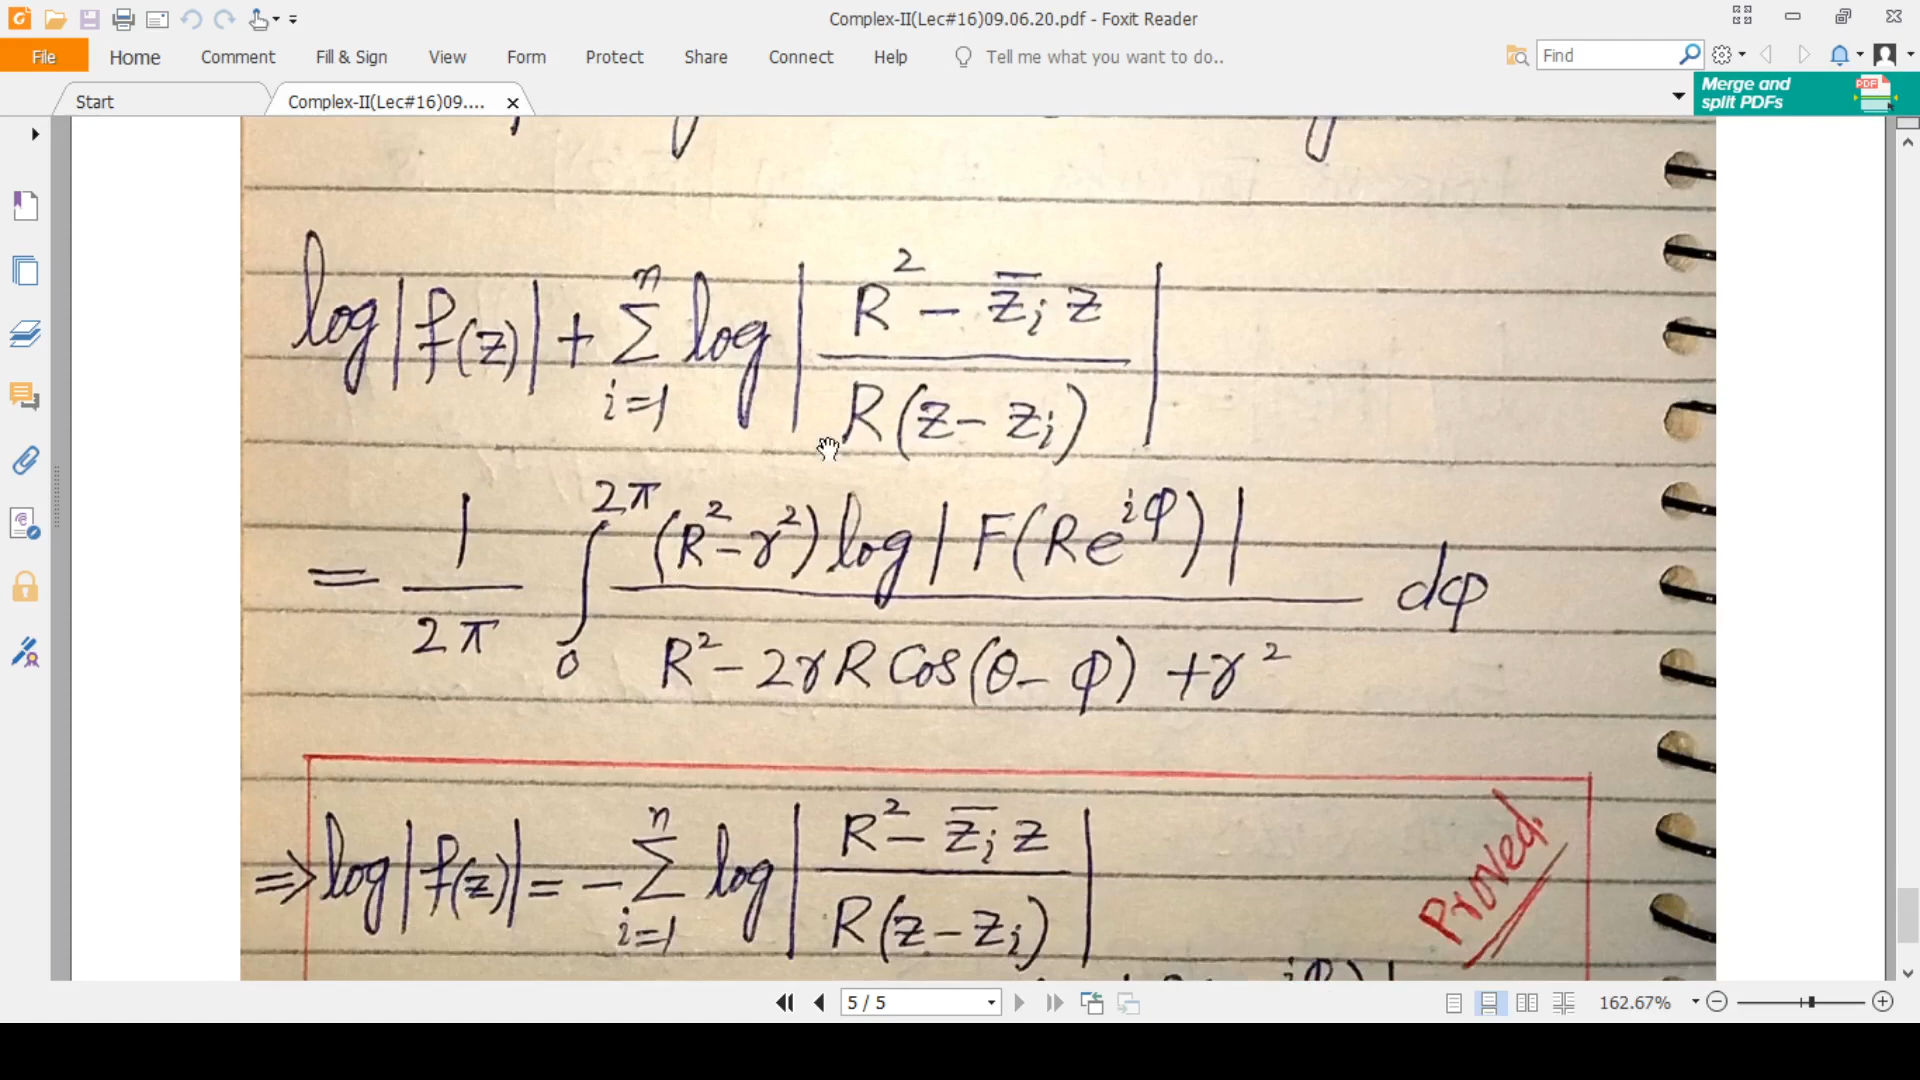 Complex-II(Lec#16)09.06.20.pdf - Foxit Reader
File Home Comment Fill & Sign View Form Protect Share Connect Help Tell me what you want to do.. Find
Start Complex-II(Lec#16)09....
Merge and
split PDFs
PDF
log|f(z)| + Σ_{i=1}^{n} log |(R² - z̄ᵢ z) / (R(z - zᵢ))|
= 1/2π ∫_0^{2π} (R² - r²) log|F(Re^{iφ})| / (R² - 2rR Cos(θ - φ) + r²) dφ
⇒ log|f(z)| = - Σ_{i=1}^{n} log |(R² - z̄ᵢ z) / (R(z - zᵢ))|
Proved.
5 / 5
162.67%